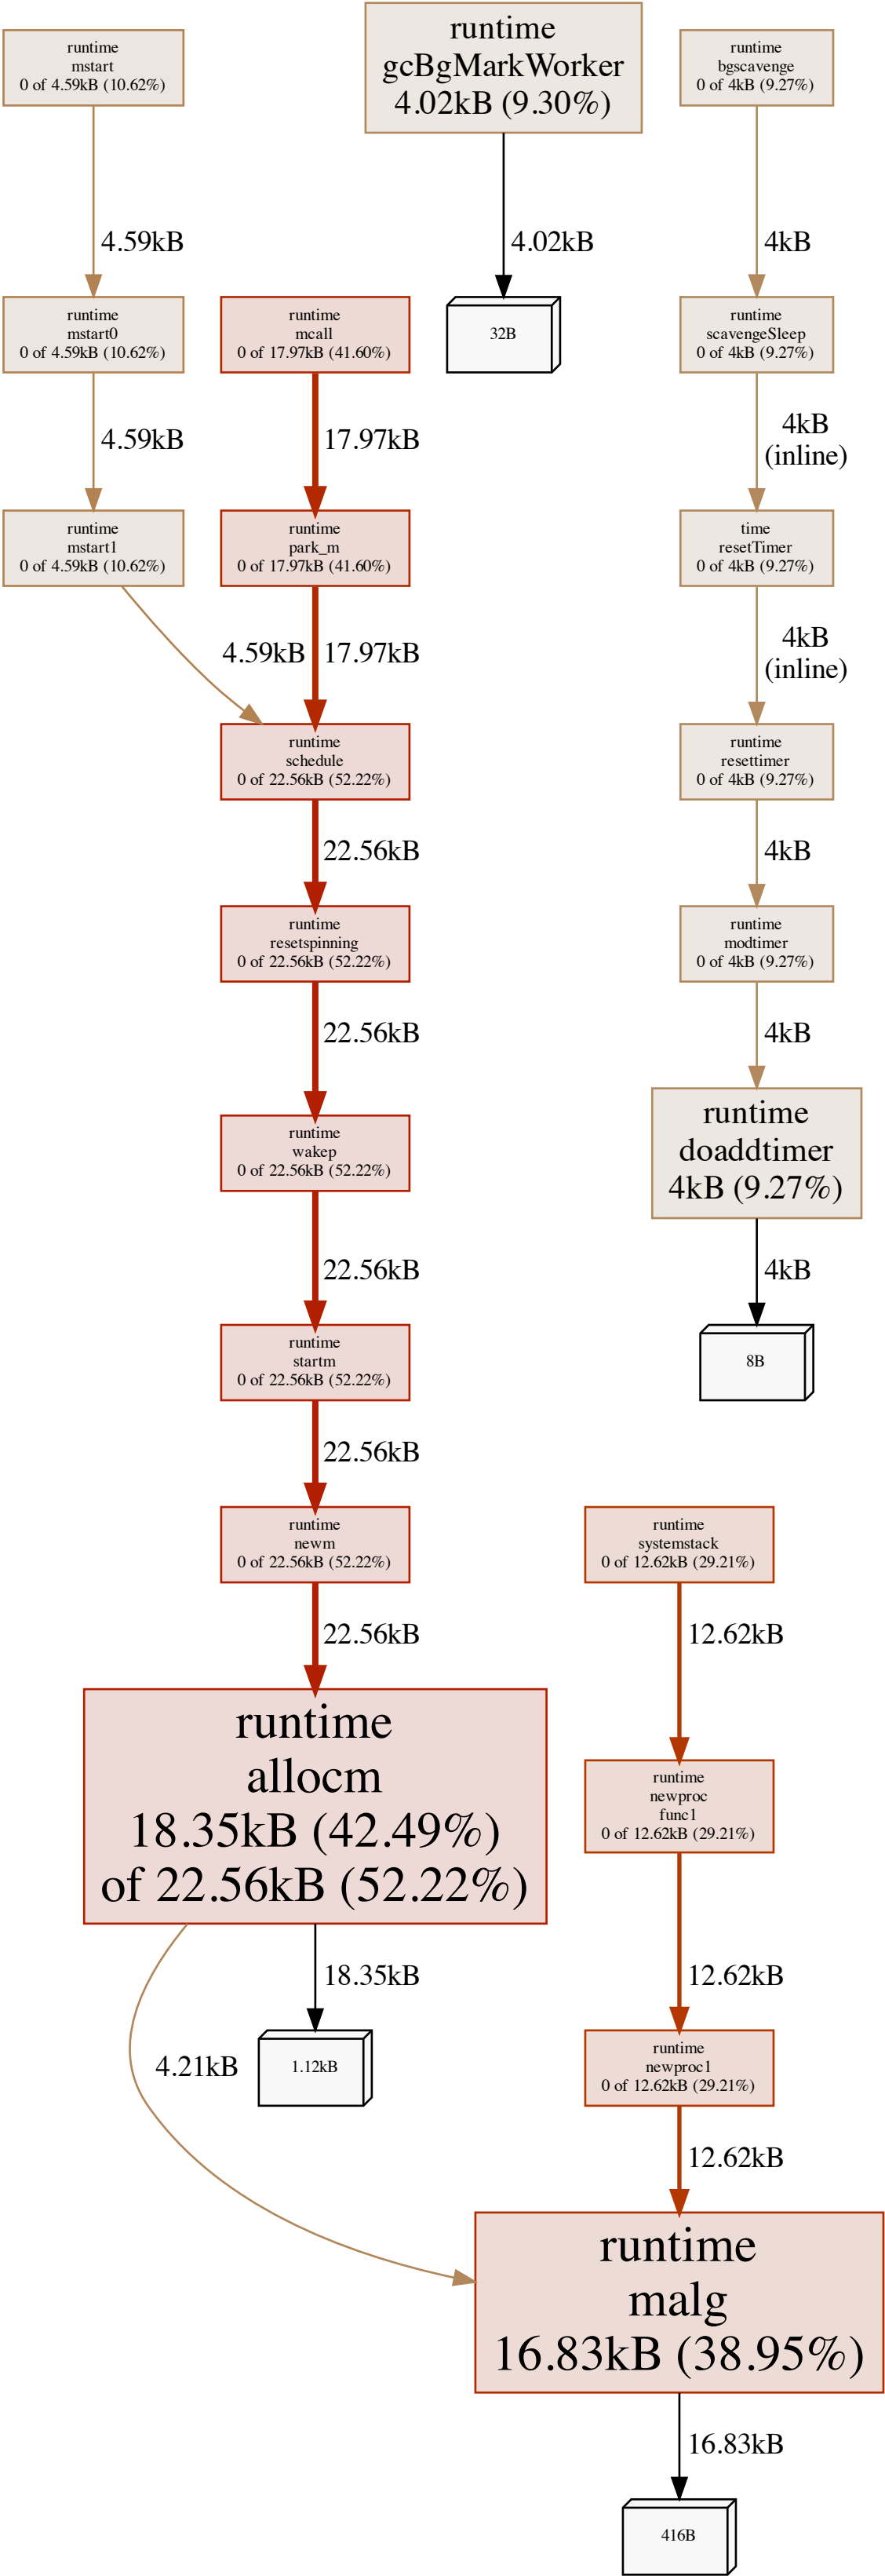 runtime
mstart
0 of 4.59kB (10.62%)
runtime
gcBgMarkWorker
4.02kB (9.30%)
runtime
bgscavenge
0 of 4kB (9.27%)
4.59kB
4.02kB
4kB
runtime
mstart0
0 of 4.59kB (10.62%)
runtime
mcall
0 of 17.97kB (41.60%)
32B
runtime
scavengeSleep
0 of 4kB (9.27%)
4.59kB
17.97kB
4kB
(inline)
runtime
mstart1
0 of 4.59kB (10.62%)
runtime
park_m
0 of 17.97kB (41.60%)
time
resetTimer
0 of 4kB (9.27%)
4.59kB
17.97kB
4kB
(inline)
runtime
schedule
0 of 22.56kB (52.22%)
runtime
resettimer
0 of 4kB (9.27%)
22.56kB
4kB
runtime
resetspinning
0 of 22.56kB (52.22%)
runtime
modtimer
0 of 4kB (9.27%)
22.56kB
4kB
runtime
wakep
0 of 22.56kB (52.22%)
runtime
doaddtimer
4kB (9.27%)
22.56kB
4kB
runtime
startm
0 of 22.56kB (52.22%)
8B
22.56kB
runtime
newm
0 of 22.56kB (52.22%)
runtime
systemstack
0 of 12.62kB (29.21%)
22.56kB
12.62kB
runtime
allocm
18.35kB (42.49%)
of 22.56kB (52.22%)
runtime
newproc
func1
0 of 12.62kB (29.21%)
18.35kB
12.62kB
4.21kB
1.12kB
runtime
newproc1
0 of 12.62kB (29.21%)
12.62kB
runtime
malg
16.83kB (38.95%)
16.83kB
416B